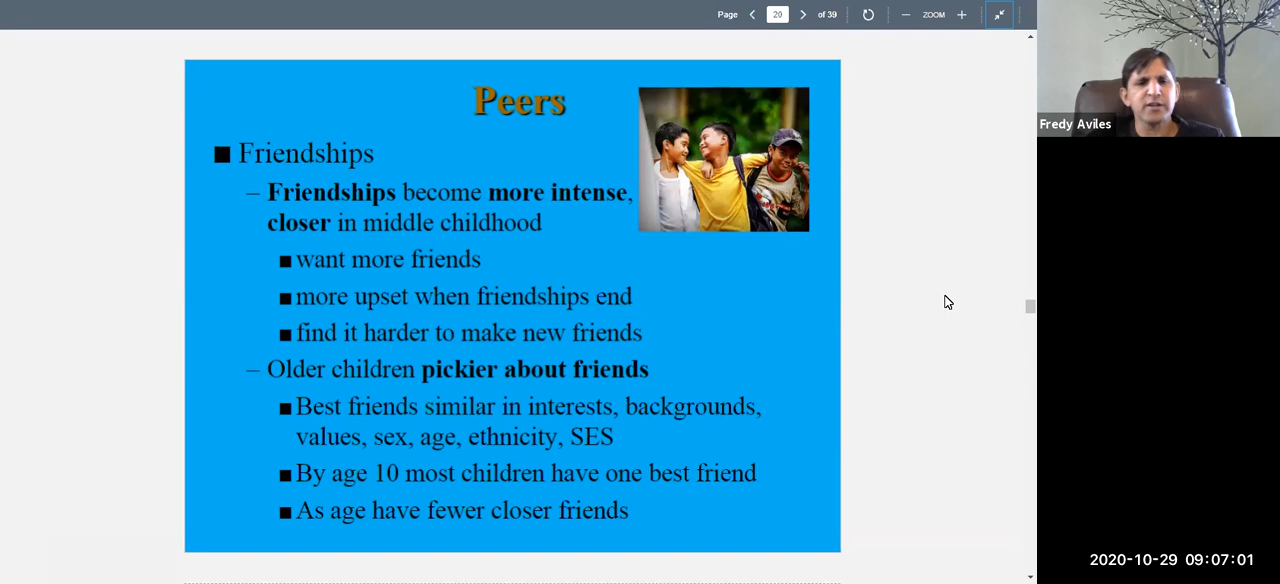 Page 20 of 39 ZOOM
Fredy Aviles
Peers
■ Friendships
– Friendships become more intense,
closer in middle childhood
■ want more friends
■ more upset when friendships end
■ find it harder to make new friends
– Older children pickier about friends
■ Best friends similar in interests, backgrounds,
values, sex, age, ethnicity, SES
■ By age 10 most children have one best friend
■ As age have fewer closer friends
2020-10-29 09:07:01